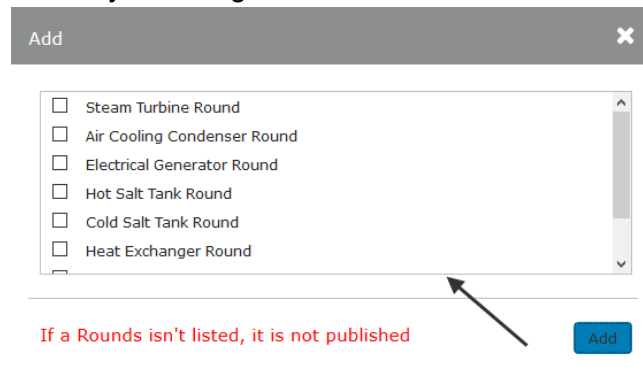 Add
Steam Turbine Round
Air Cooling Condenser Round
Electrical Generator Round
Hot Salt Tank Round
Cold Salt Tank Round
Heat Exchanger Round
If a Rounds isn't listed, it is not published
Add